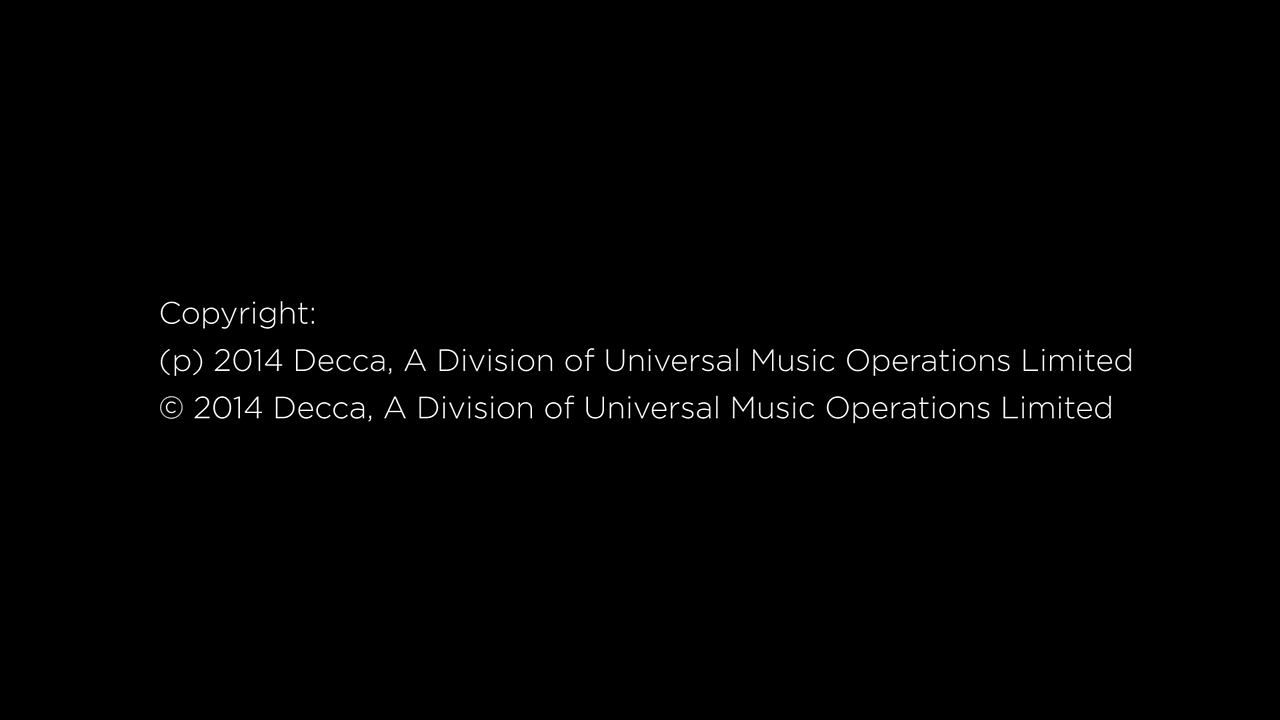 Copyright:
(p) 2014 Decca, A Division of Universal Music Operations Limited
© 2014 Decca, A Division of Universal Music Operations Limited